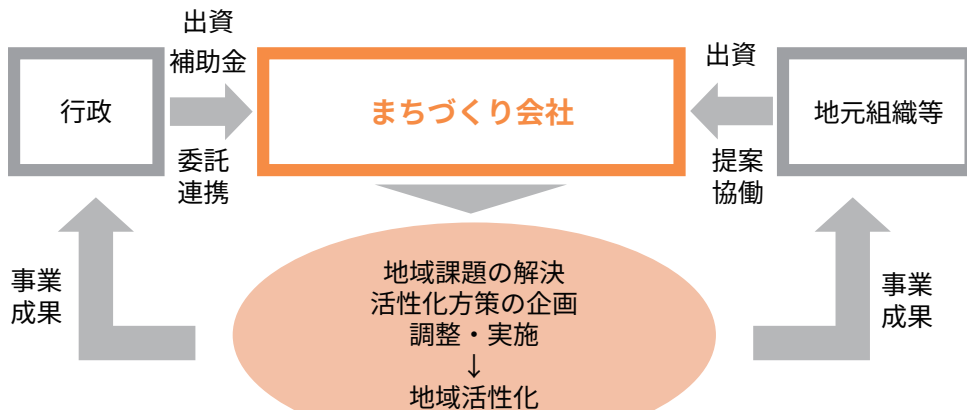 出資
補助金
行政
委託
連携
まちづくり会社
出資
地元組織等
提案
協働
事業
成果
地域課題の解決
活性化方策の企画
調整・実施
↓
地域活性化
事業
成果